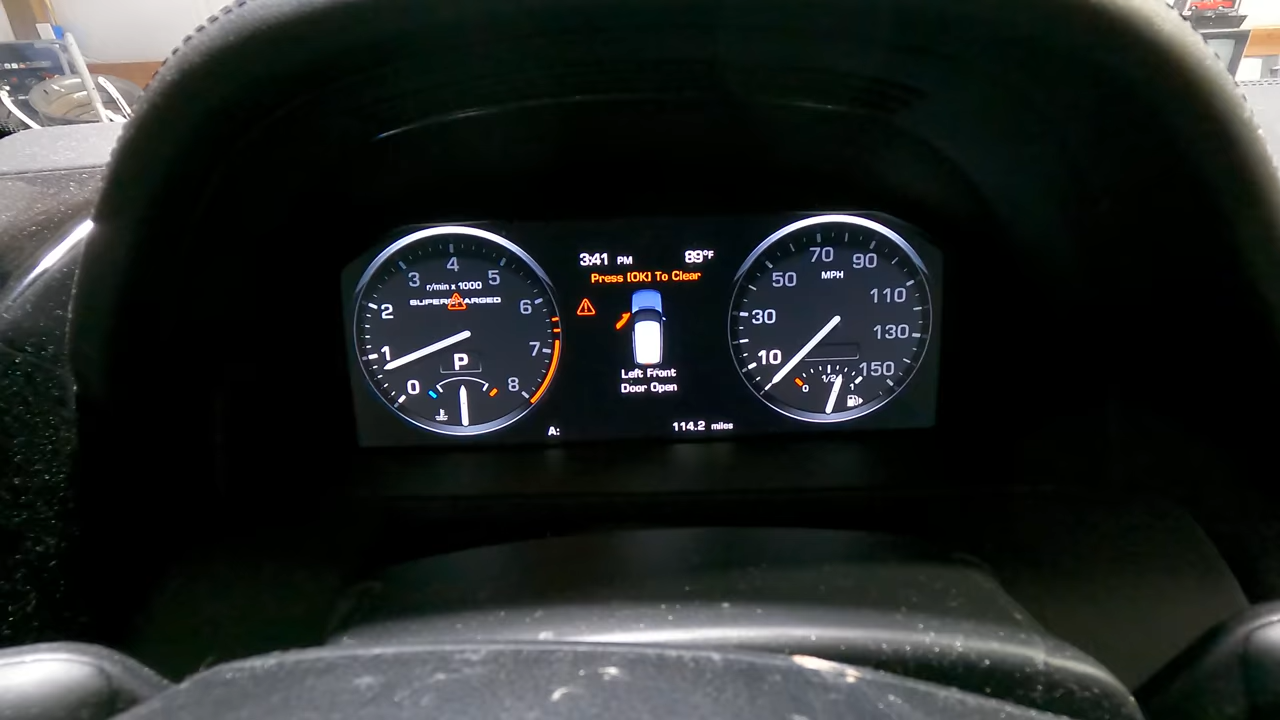 3:41 PM 89°F
Press [OK] To Clear
Left Front
Door Open
A: 114.2 miles
0 1 2 3 4 5 6 7 8
r/min x 1000
SUPERCHARGED
P
10 30 50 70 90 110 130 150
MPH
0 1/2 1